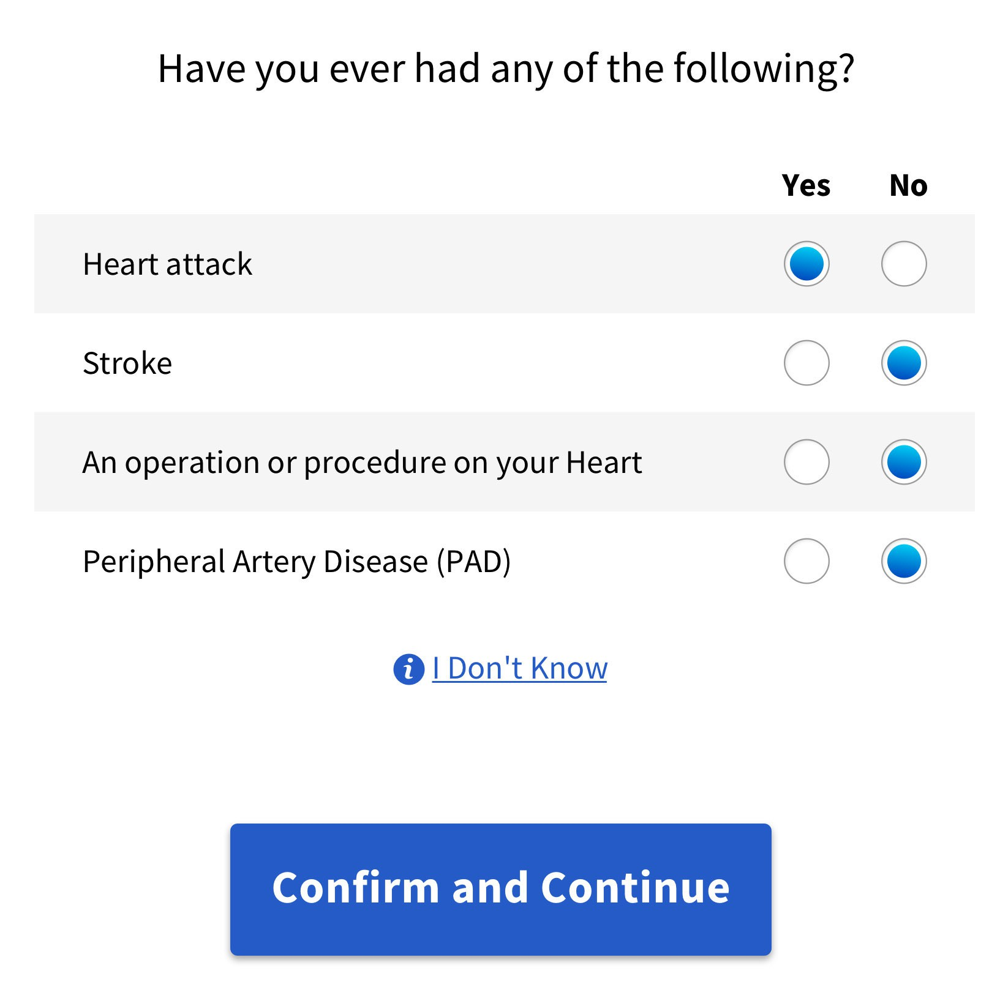 Have you ever had any of the following?
Yes No
Heart attack
Stroke
An operation or procedure on your Heart
Peripheral Artery Disease (PAD)
i I Don't Know
Confirm and Continue